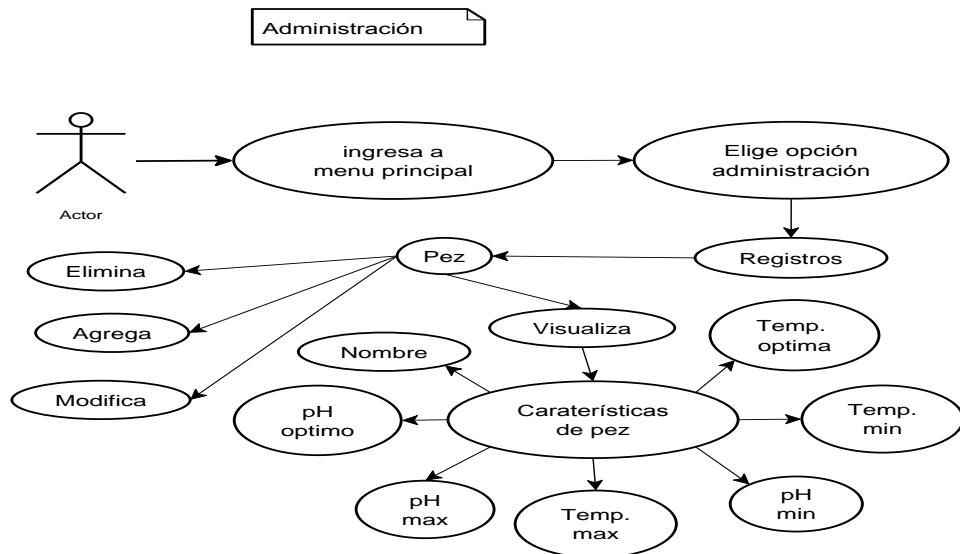 Administración
ingresa a
menu principal
Elige opción
administración
Actor
Pez
Registros
Elimina
Agrega
Visualiza
Temp.
optima
Nombre
Modifica
pH
optimo
Caraterísticas
de pez
Temp.
min
pH
max
Temp.
max
pH
min